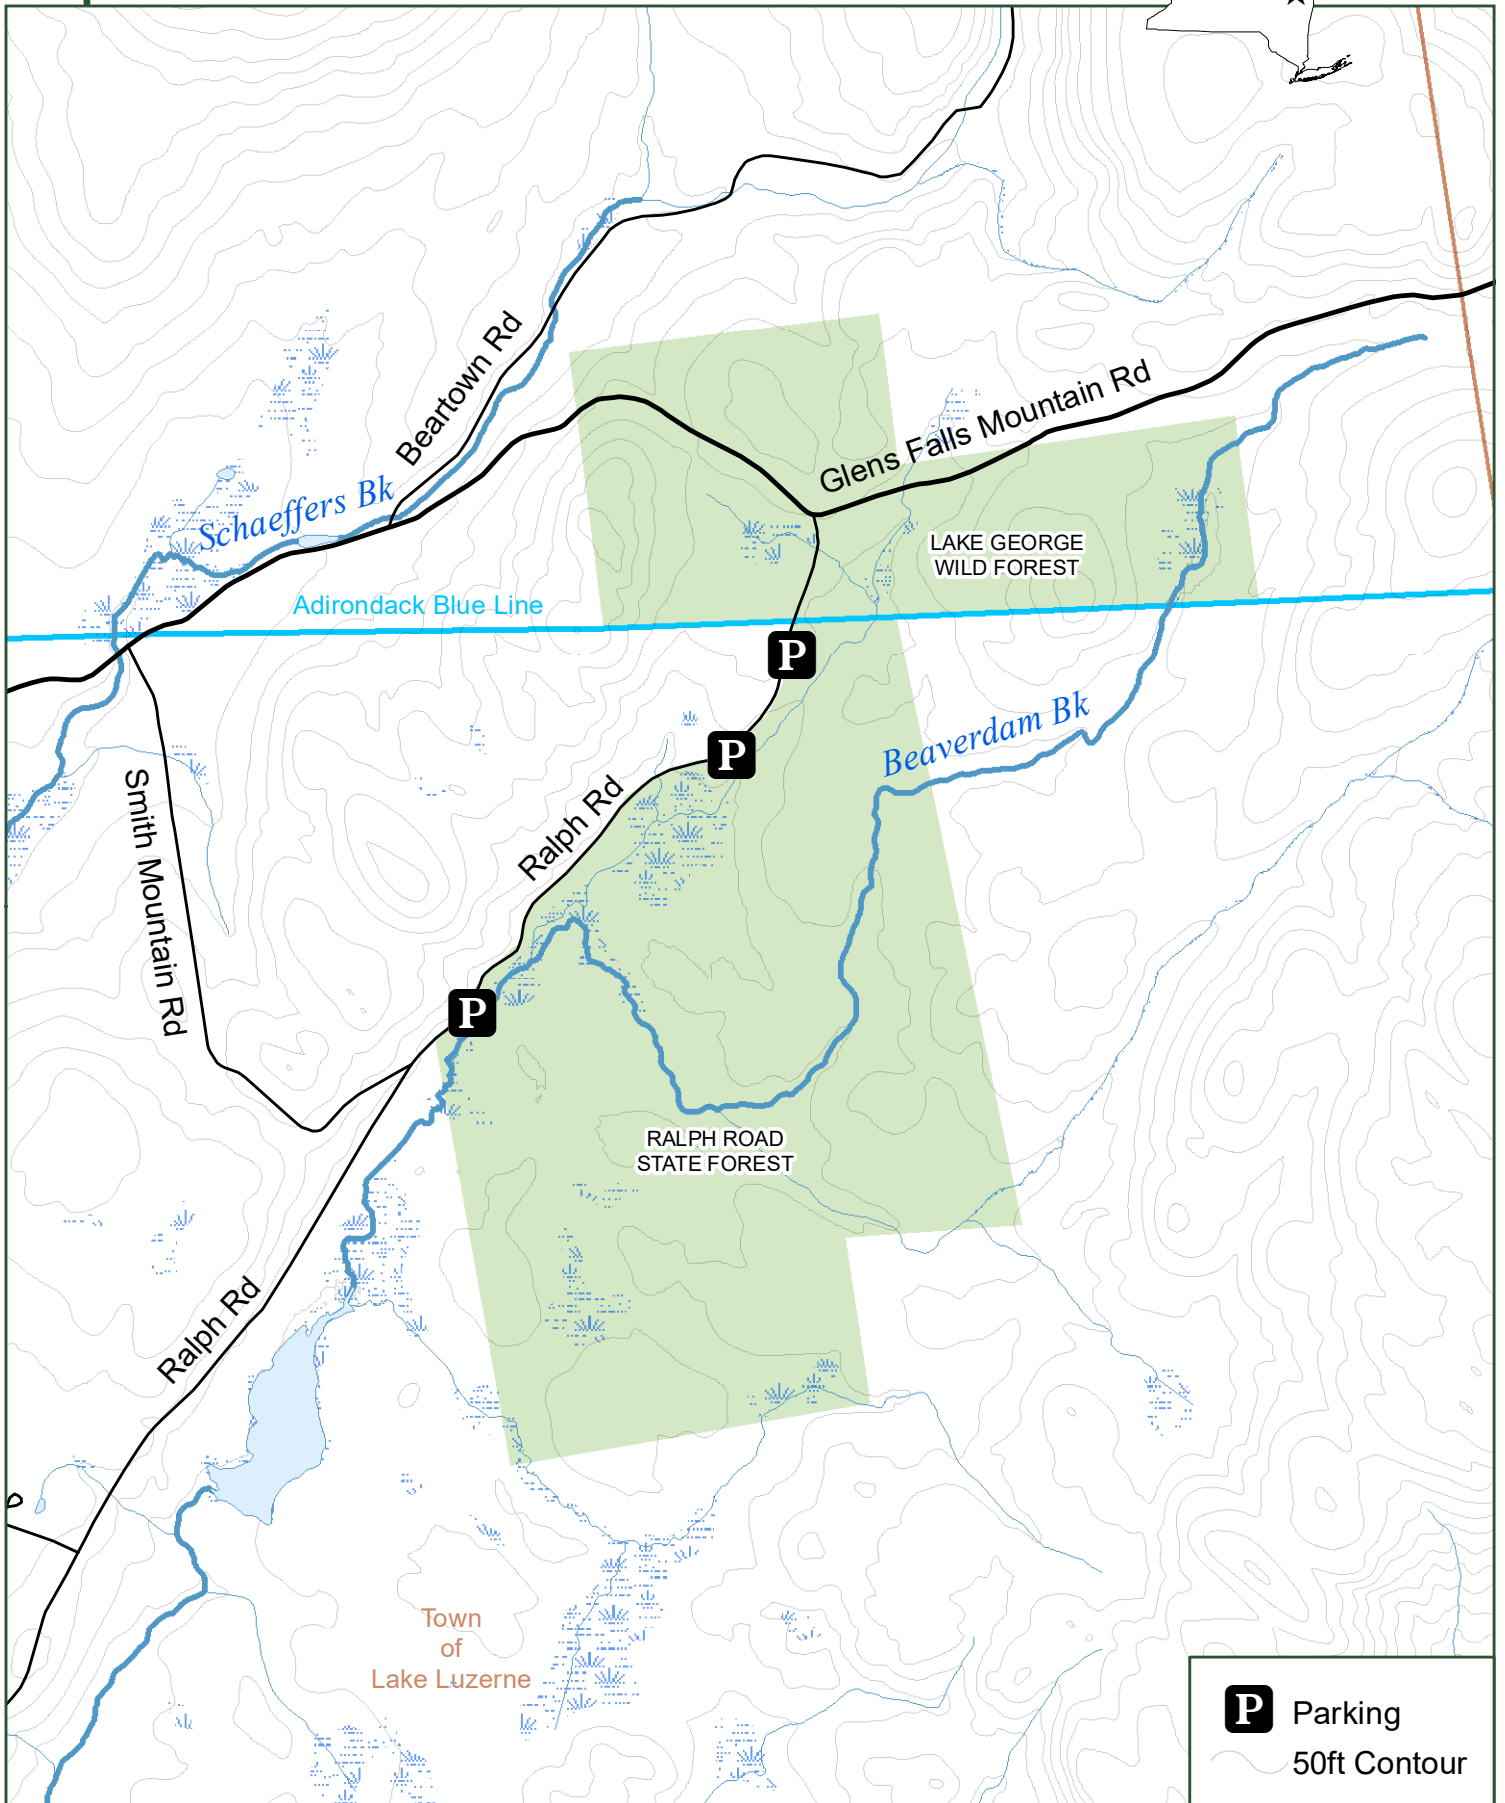 Beartown Rd
Glens Falls Mountain Rd
Schaeffers Bk
LAKE GEORGE
WILD FOREST
Adirondack Blue Line
P
P
Beaverdam Bk
Smith Mountain Rd
Ralph Rd
P
RALPH ROAD
STATE FOREST
Ralph Rd
Town
of
Lake Luzerne
P Parking
50ft Contour